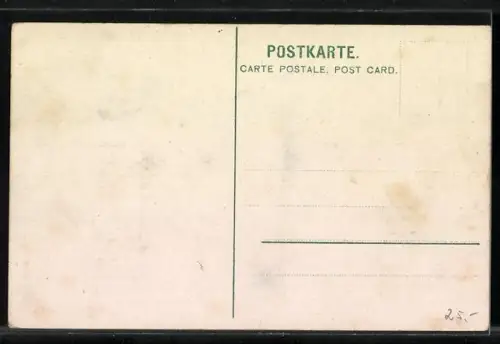 POSTKARTE.
CARTE POSTALE. POST CARD.
25.-